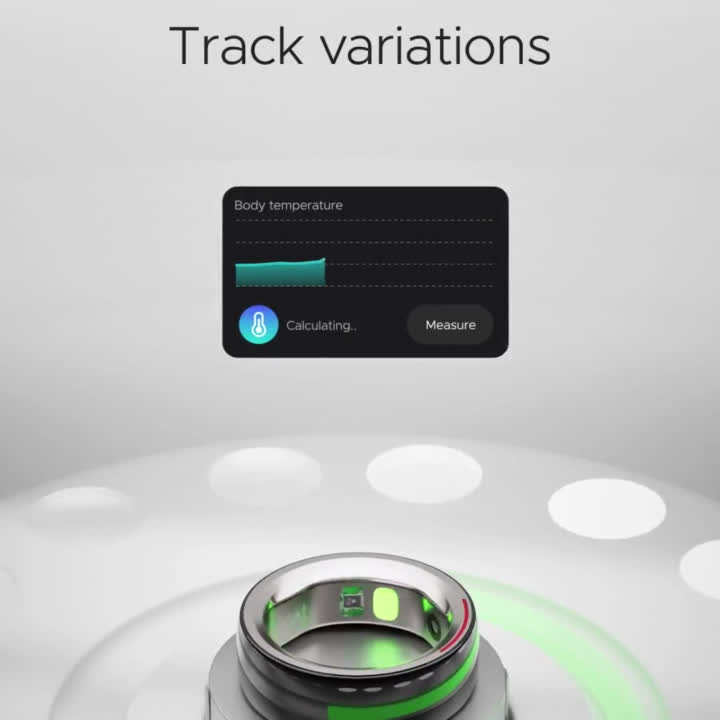 Track variations
Body temperature
Calculating..
Measure